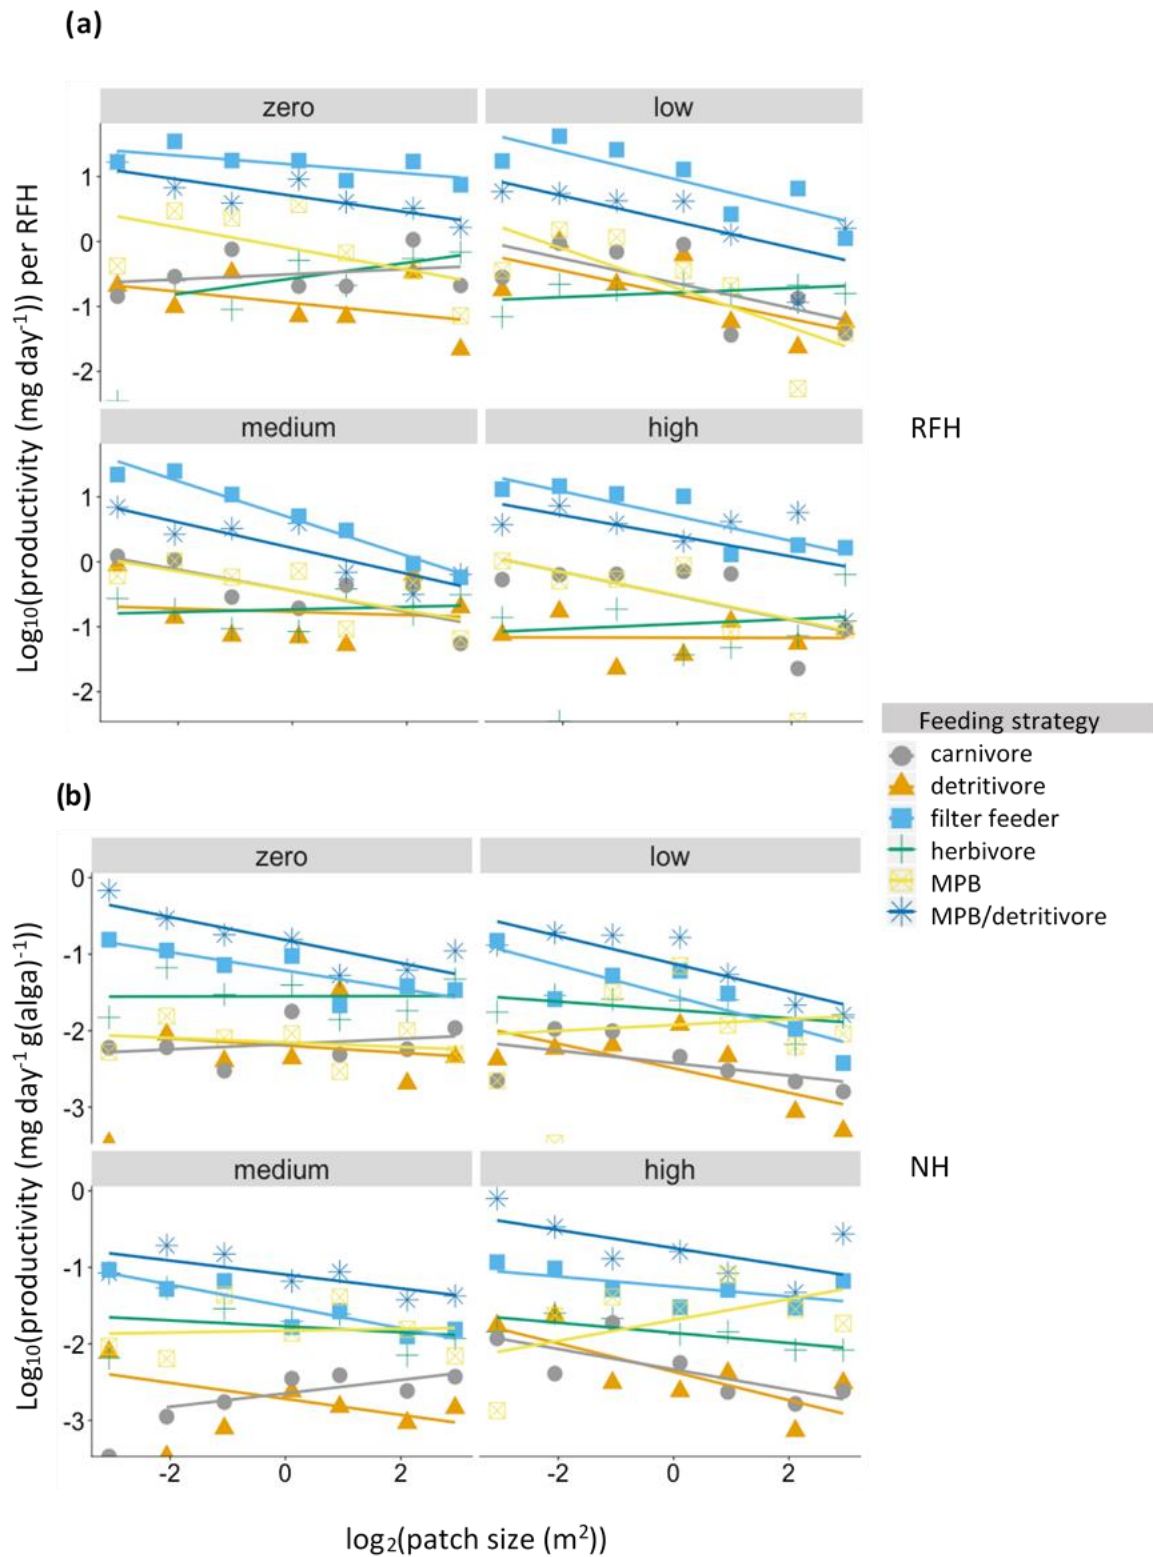 (a)
zero low
1
0
-1
-2
medium high
1
0
-1
-2
Log10(productivity (mg day-1)) per RFH
RFH
Feeding strategy
carnivore
detritivore
filter feeder
herbivore
MPB
MPB/detritivore
(b)
zero low
0
-1
-2
-3
medium high
0
-1
-2
-3
-2 0 2 -2 0 2
Log10(productivity (mg day-1 g(alga)-1))
NH
log2(patch size (m2))